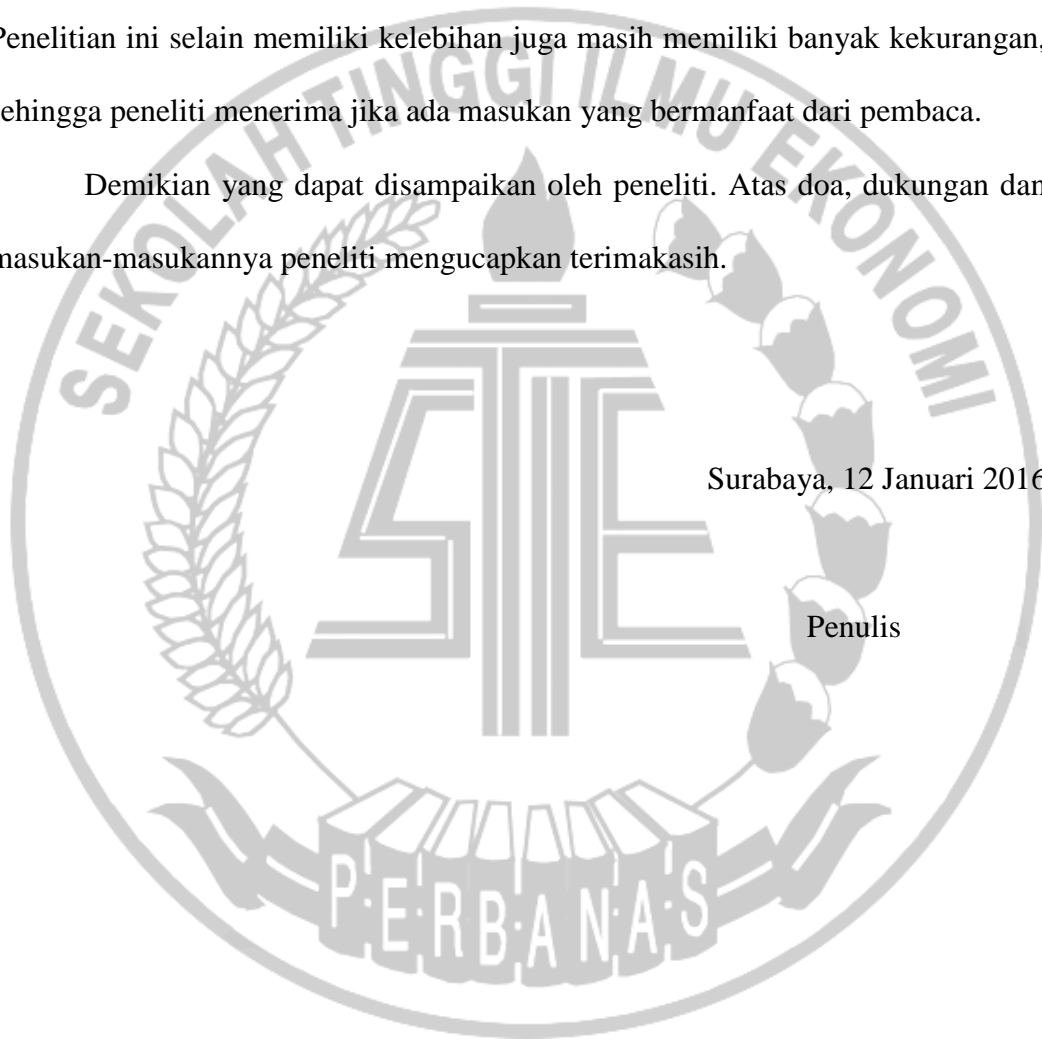 Penelitian ini selain memiliki kelebihan juga masih memiliki banyak kekurangan,
sehingga peneliti menerima jika ada masukan yang bermanfaat dari pembaca.
Demikian yang dapat disampaikan oleh peneliti. Atas doa, dukungan dan
masukan-masukannya peneliti mengucapkan terimakasih.
Surabaya, 12 Januari 2016
Penulis
SEKOLAH TINGGI ILMU EKONOMI
STIE
P·E·R·B·A·N·A·S